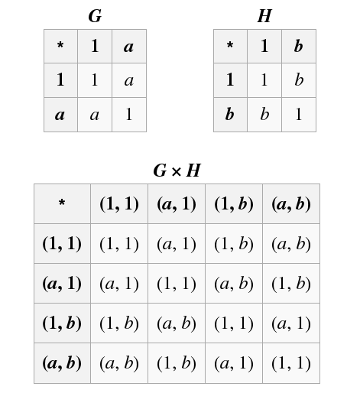 G H
* 1 a * 1 b
1 1 a 1 1 b
a a 1 b b 1
G × H
* (1, 1) (a, 1) (1, b) (a, b)
(1, 1) (1, 1) (a, 1) (1, b) (a, b)
(a, 1) (a, 1) (1, 1) (a, b) (1, b)
(1, b) (1, b) (a, b) (1, 1) (a, 1)
(a, b) (a, b) (1, b) (a, 1) (1, 1)